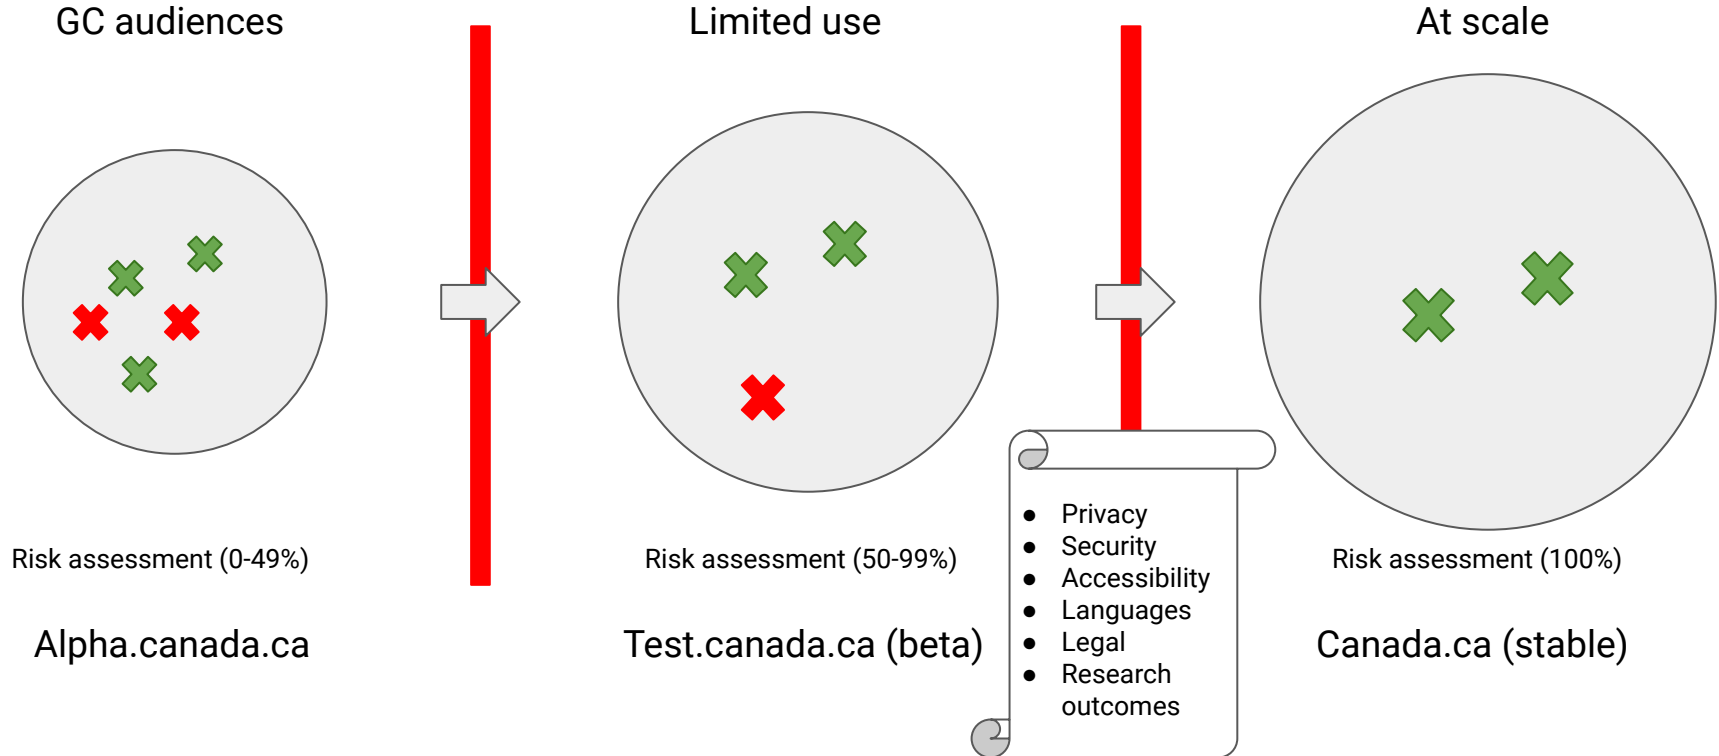 GC audiences
Limited use
At scale
Risk assessment (0-49%)
Risk assessment (50-99%)
● Privacy
● Security
● Accessibility
● Languages
● Legal
● Research
outcomes
Risk assessment (100%)
Alpha.canada.ca
Test.canada.ca (beta)
Canada.ca (stable)